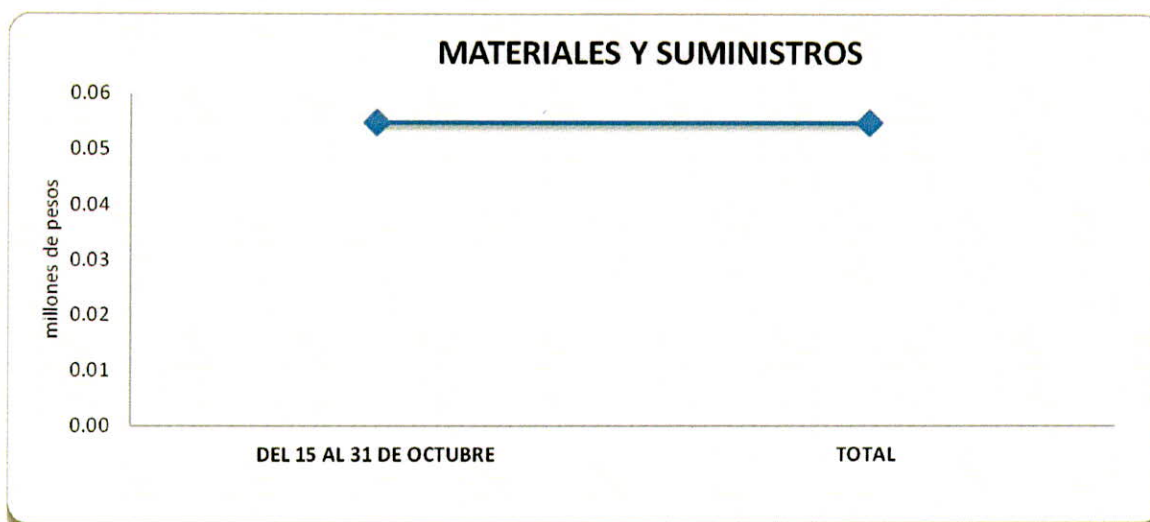 MATERIALES Y SUMINISTROS
millones de pesos
0.06
0.05
0.04
0.03
0.02
0.01
0.00
DEL 15 AL 31 DE OCTUBRE
TOTAL